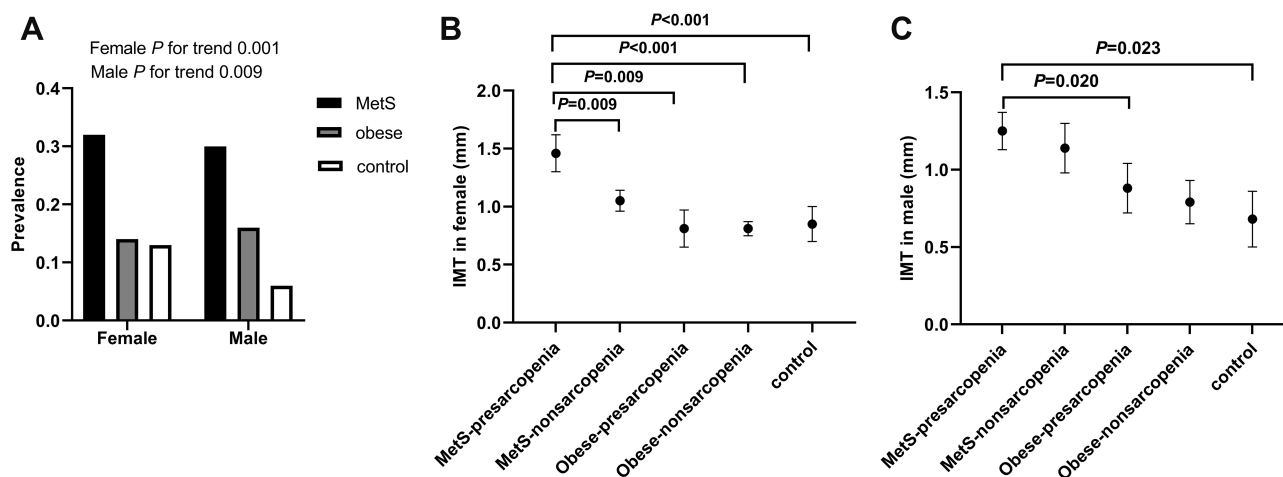 A
Female P for trend 0.001
Male P for trend 0.009
Prevalence
0.4
0.3
0.2
0.1
0.0
Female
Male
MetS
obese
control
B
P<0.001
P<0.001
P=0.009
P=0.009
IMT in female (mm)
2.0
1.5
1.0
0.5
0.0
MetS-presarcopenia
MetS-nonsarcopenia
Obese-presarcopenia
Obese-nonsarcopenia
control
C
P=0.023
P=0.020
IMT in male (mm)
1.5
1.0
0.5
0.0
MetS-presarcopenia
MetS-nonsarcopenia
Obese-presarcopenia
Obese-nonsarcopenia
control